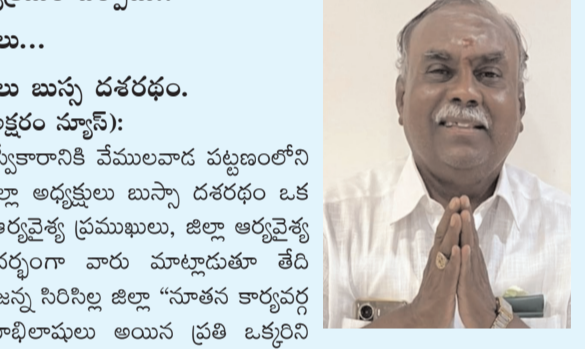 లు...
లు బుస్స దశరథం.
క్షరం న్యూస్):
స్వీకారానికి వేములవాడ పట్టణంలోని
ల్లా అధ్యక్షులు బుస్సా దశరథం ఒక
ఆర్యవైశ్య ప్రముఖులు, జిల్లా ఆర్యవైశ్య
దర్భంగా వారు మాట్లాడుతూ తేది
జన్న సిరిసిల్ల జిల్లా “నూతన కార్యవర్గ
ాభిలాషులు అయిన ప్రతి ఒక్కరిని